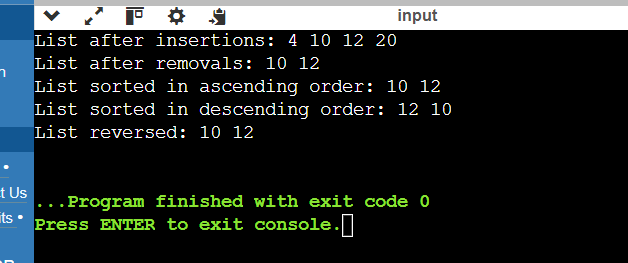 input
List after insertions: 4 10 12 20
List after removals: 10 12
List sorted in ascending order: 10 12
List sorted in descending order: 12 10
List reversed: 10 12
...Program finished with exit code 0
Press ENTER to exit console.
n
•
t Us
its •